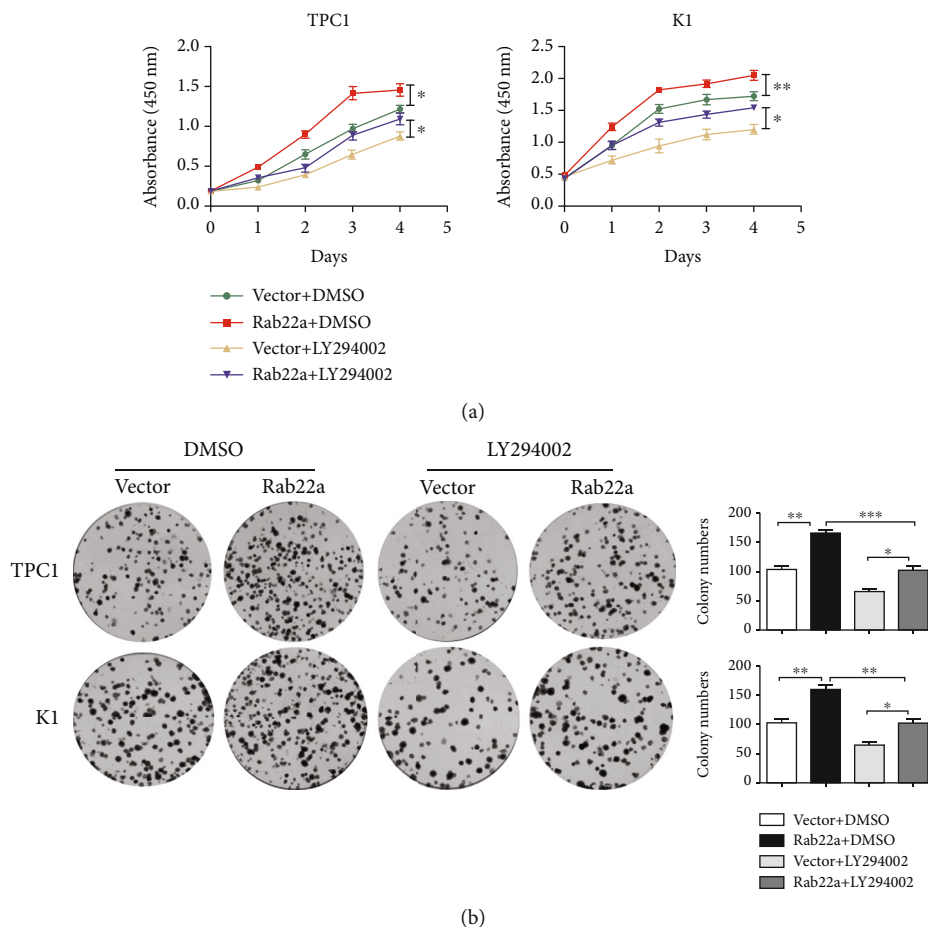 TPC1
K1
Absorbance (450 nm)
2.0
1.5
1.0
0.5
0.0
0 1 2 3 4 5
Days
*
*
Absorbance (450 nm)
2.5
2.0
1.5
1.0
0.5
0.0
0 1 2 3 4 5
Days
**
*
Vector+DMSO
Rab22a+DMSO
Vector+LY294002
Rab22a+LY294002
(a)
DMSO
LY294002
Vector
Rab22a
Vector
Rab22a
TPC1
K1
Colony numbers
200
150
100
50
0
**
***
*
Colony numbers
200
150
100
50
0
**
**
*
Vector+DMSO
Rab22a+DMSO
Vector+LY294002
Rab22a+LY294002
(b)